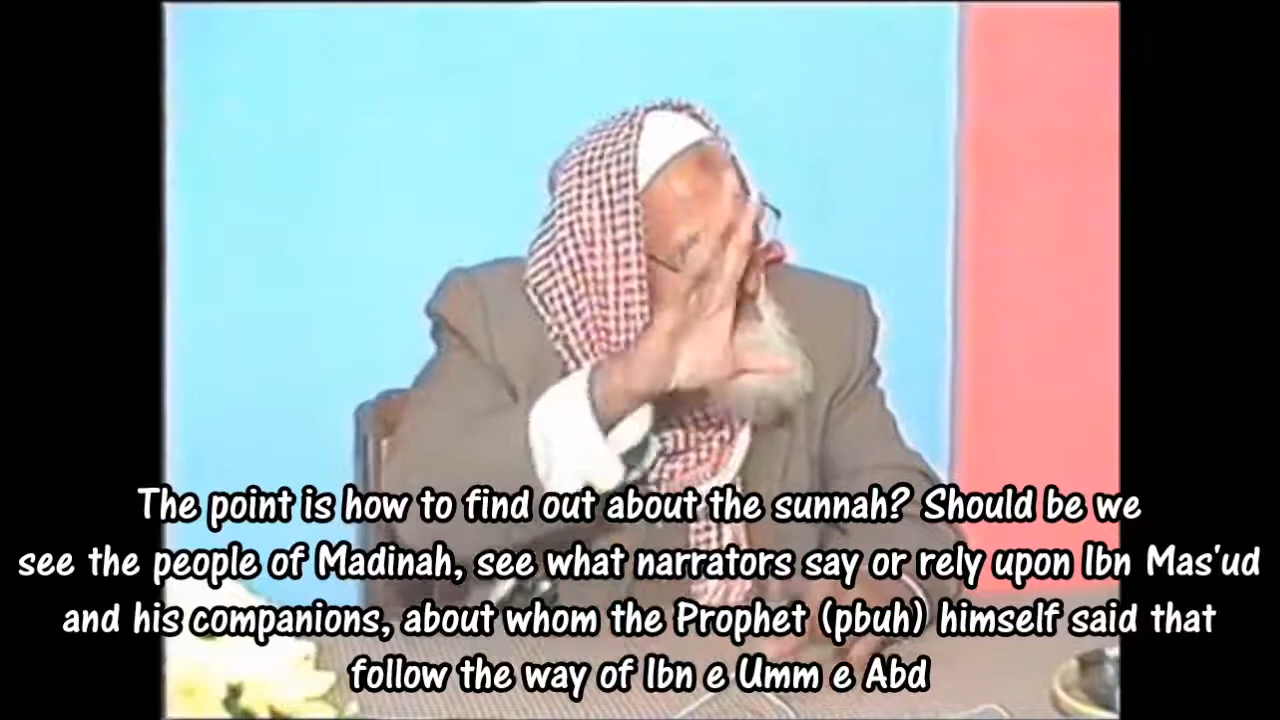 The point is how to find out about the sunnah? Should be we
see the people of Madinah, see what narrators say or rely upon Ibn Mas'ud
and his companions, about whom the Prophet (pbuh) himself said that
follow the way of Ibn e Umm e Abd